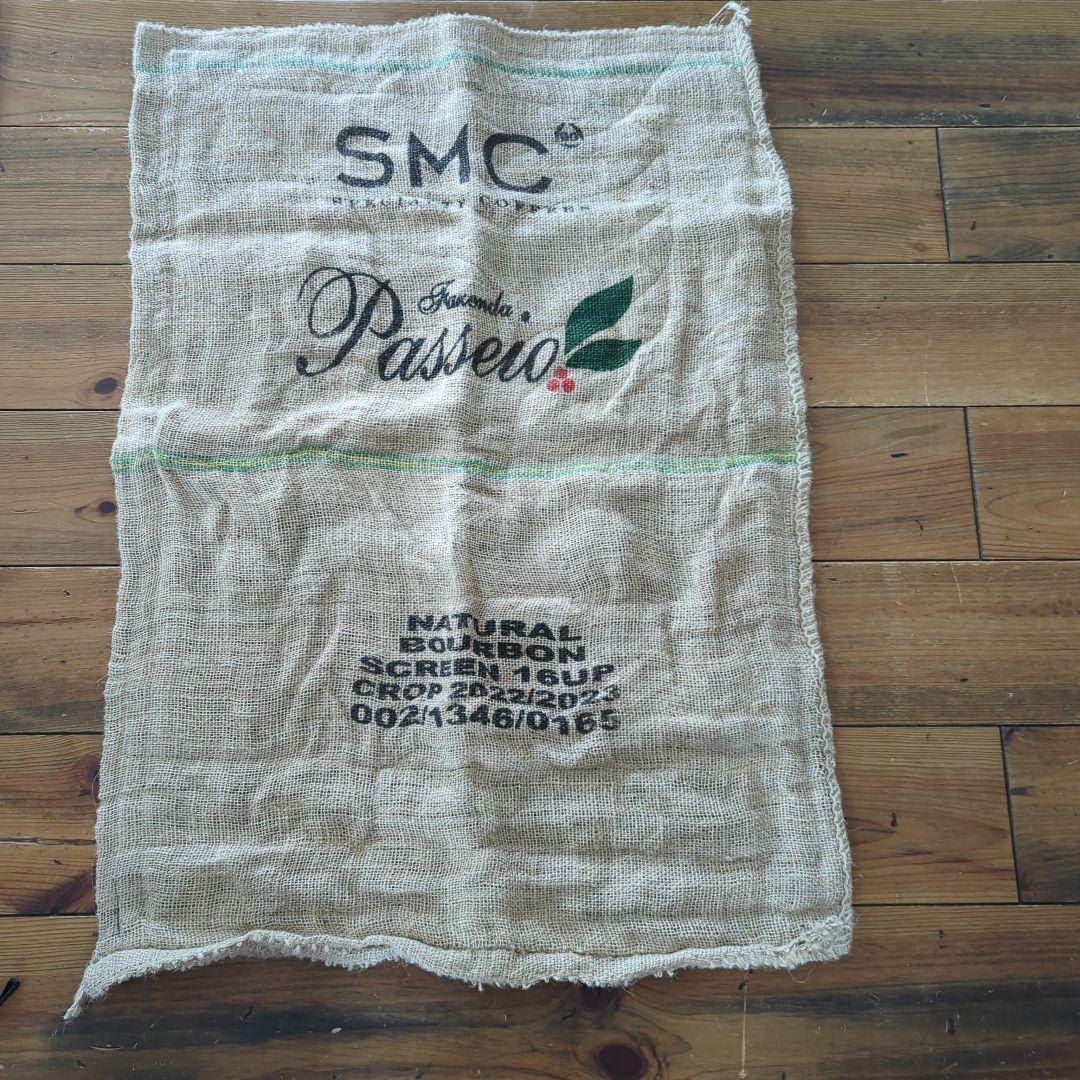 SMC
SPECIALTY COFFEES
Fazenda
Passeio
NATURAL
BOURBON
SCREEN 16UP
CROP 2022/2023
002/1346/0165